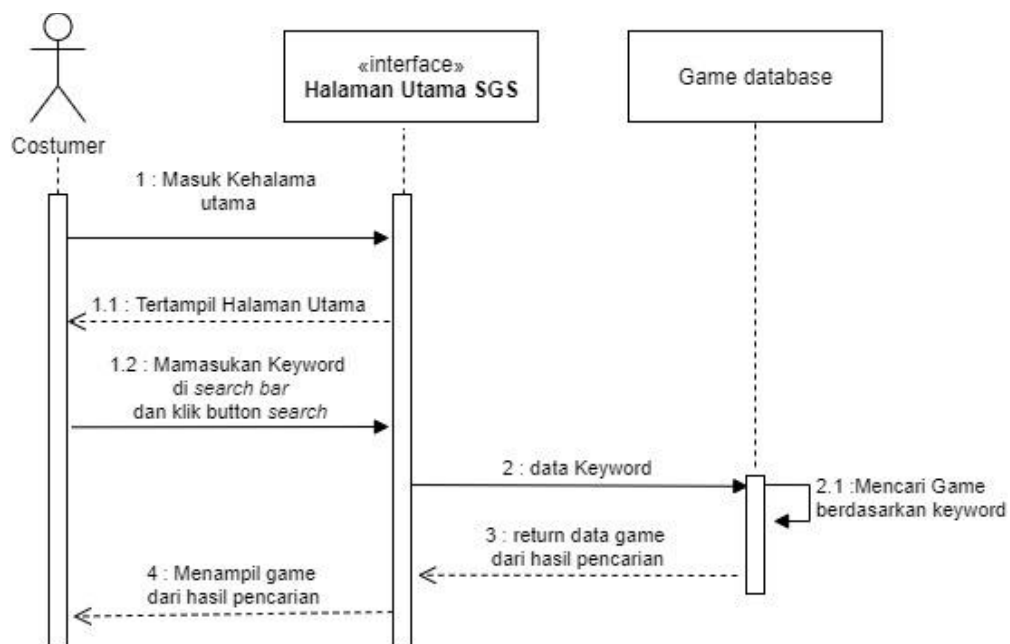 «interface»
Halaman Utama SGS
Game database
Costumer
1 : Masuk Kehalama
utama
1.1 : Tertampil Halaman Utama
1.2 : Mamasukan Keyword
di search bar
dan klik button search
2 : data Keyword
2.1 :Mencari Game
berdasarkan keyword
3 : return data game
dari hasil pencarian
4 : Menampil game
dari hasil pencarian